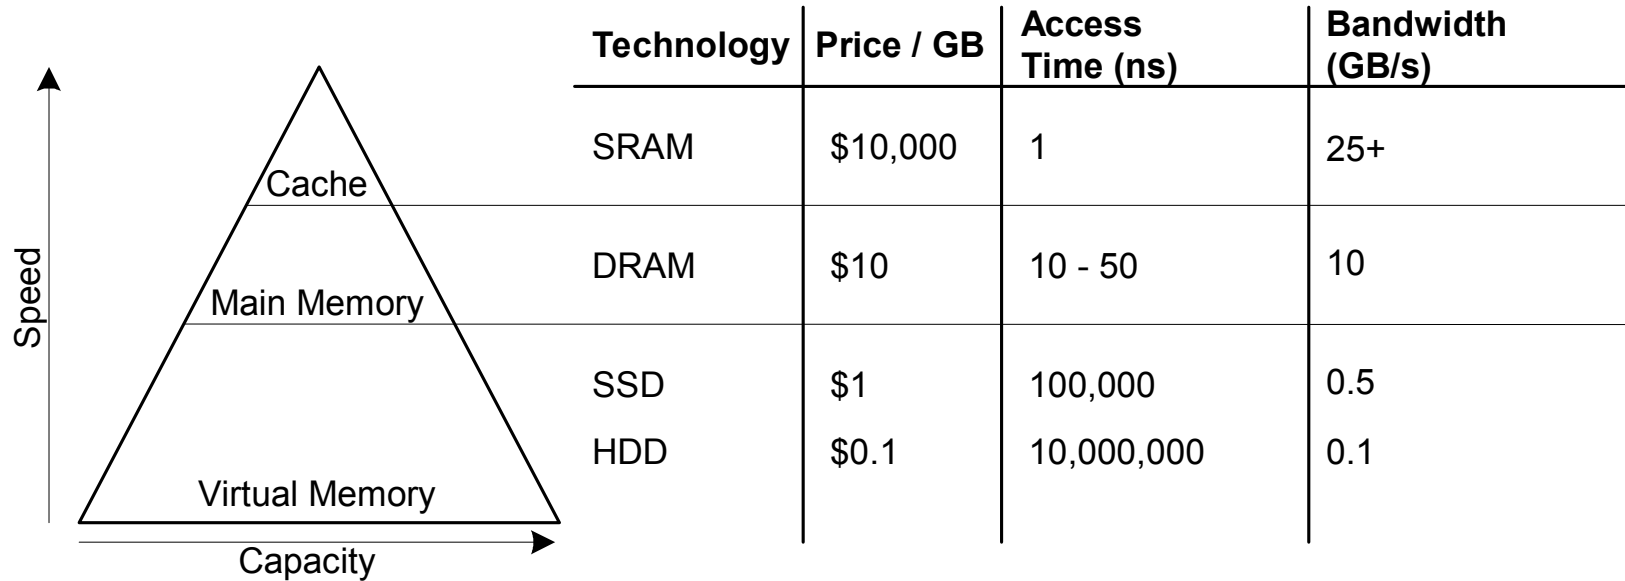 Technology Price / GB Access Time (ns) Bandwidth (GB/s)
SRAM $10,000 1 25+
Cache
DRAM $10 10 - 50 10
Main Memory
SSD $1 100,000 0.5
HDD $0.1 10,000,000 0.1
Virtual Memory
Speed
Capacity